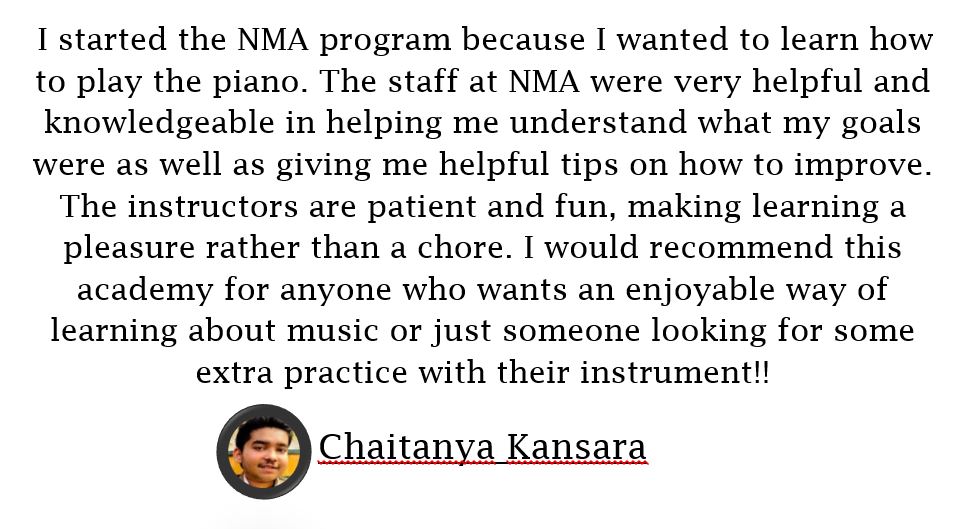 I started the NMA program because I wanted to learn how
to play the piano. The staff at NMA were very helpful and
knowledgeable in helping me understand what my goals
were as well as giving me helpful tips on how to improve.
The instructors are patient and fun, making learning a
pleasure rather than a chore. I would recommend this
academy for anyone who wants an enjoyable way of
learning about music or just someone looking for some
extra practice with their instrument!!
Chaitanya Kansara